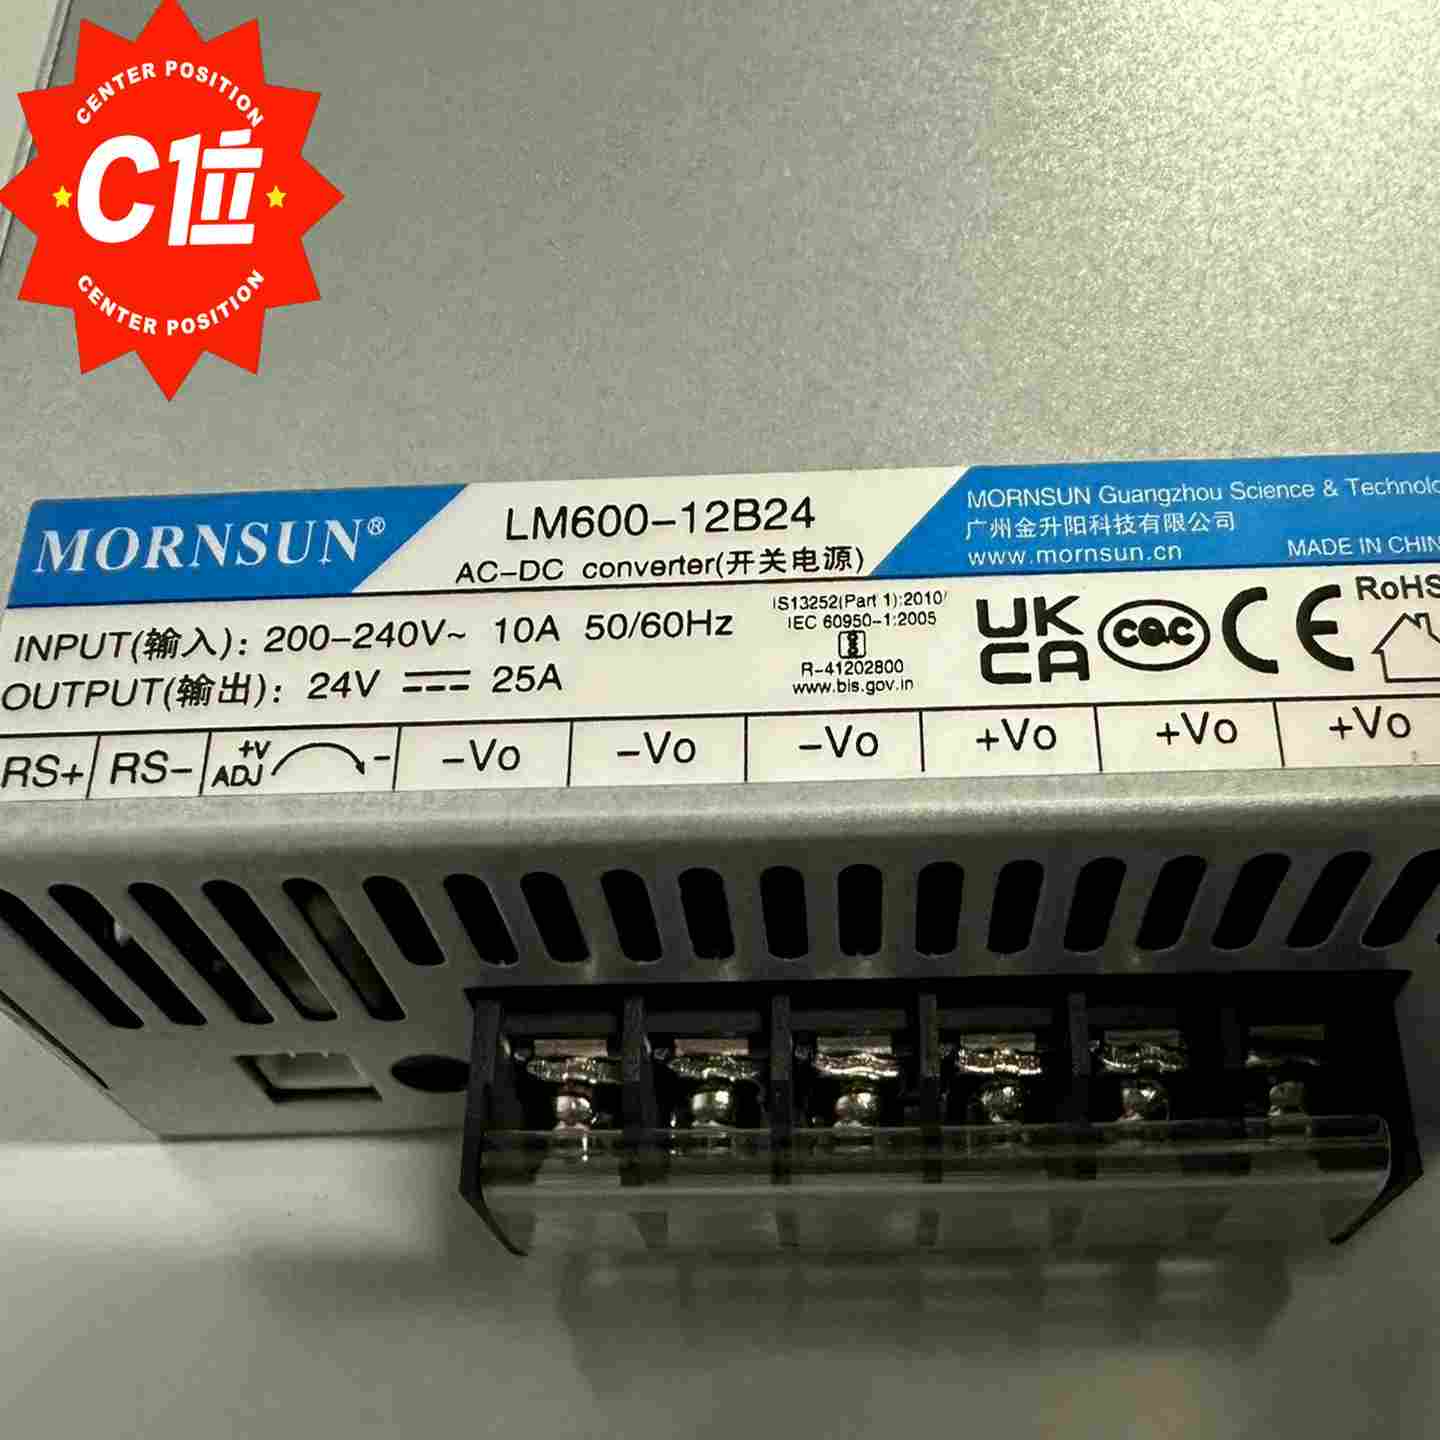 CENTER POSITION
C1位
CENTER POSITION
MORNSUN®
LM600-12B24
AC-DC converter(开关电源)
MORNSUN Guangzhou Science & Technolo
广州金升阳科技有限公司
www.mornsun.cn
MADE IN CHIN
INPUT(输入): 200-240V~ 10A 50/60Hz
OUTPUT(输出): 24V 25A
IS13252(Part 1):2010/
IEC 60950-1:2005
R-41202800
www.bis.gov.in
UK
CA
CQC
CE
RoHS
RS+
RS-
+V
ADJ
-
-Vo
-Vo
-Vo
+Vo
+Vo
+Vo